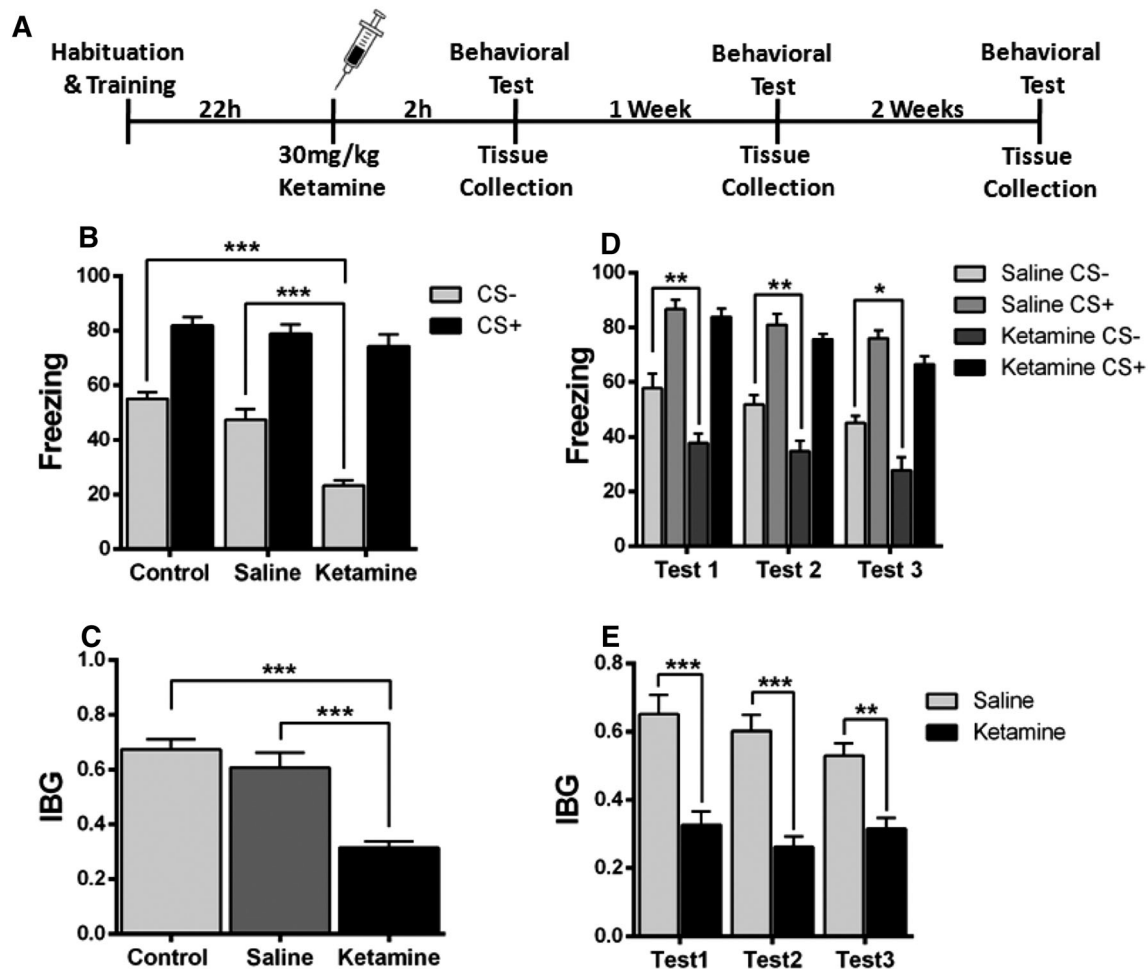 A
Habituation
& Training
22h
30mg/kg
Ketamine
2h
Behavioral
Test
Tissue
Collection
1 Week
Behavioral
Test
Tissue
Collection
2 Weeks
Behavioral
Test
Tissue
Collection
B
***
***
100
80
60
40
20
0
Freezing
Control Saline Ketamine
CS-
CS+
D
** ** *
100
80
60
40
20
0
Freezing
Test 1 Test 2 Test 3
Saline CS-
Saline CS+
Ketamine CS-
Ketamine CS+
C
***
***
1.0
0.8
0.6
0.4
0.2
0.0
IBG
Control Saline Ketamine
E
*** *** **
0.8
0.6
0.4
0.2
0.0
IBG
Test1 Test2 Test3
Saline
Ketamine